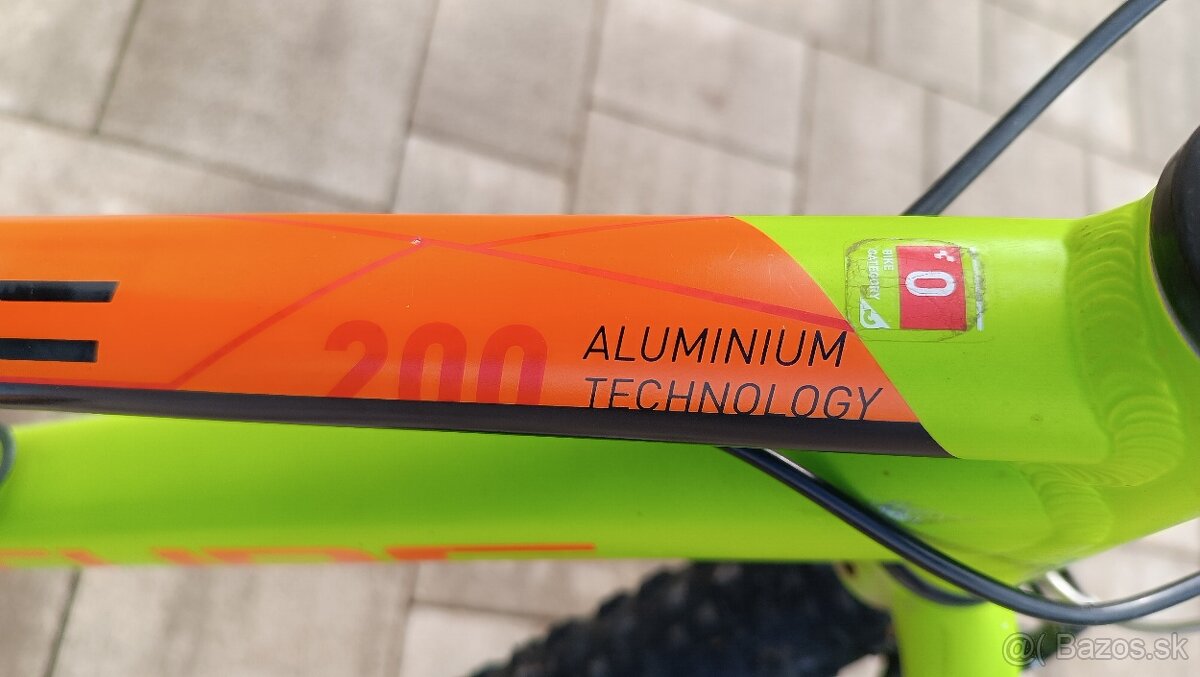 200
ALUMINIUM
TECHNOLOGY
BIKE
CATEGORY
0
@( Bazos.sk